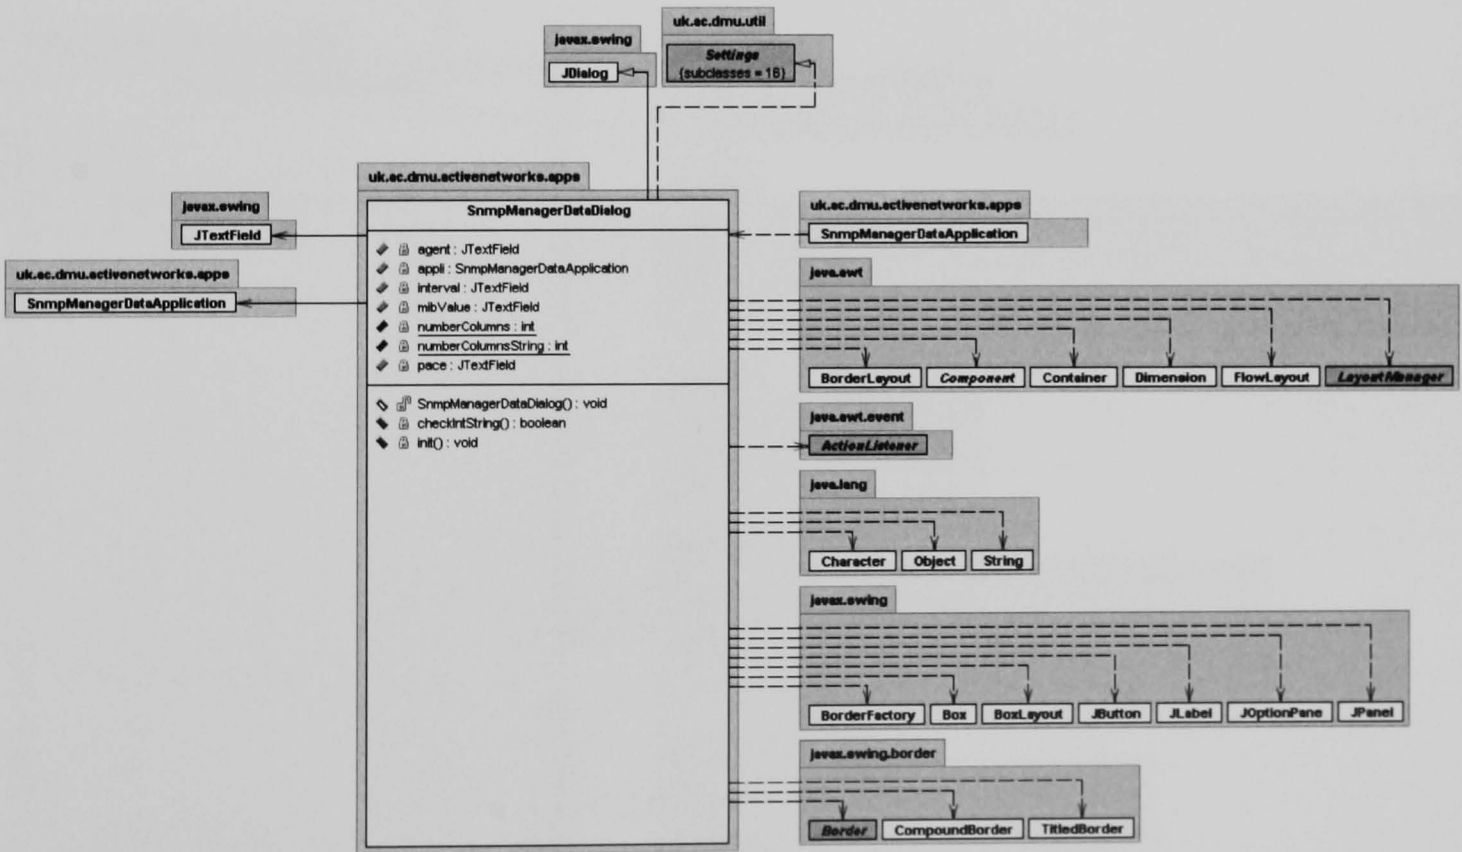 uk.ac.dmu.util
javax.swing
Settings
{subclasses = 16}
JDialog
uk.ac.dmu.activenetworks.apps
javax.swing
JTextField
uk.ac.dmu.activenetworks.apps
SnmpManagerDataApplication
SnmpManagerDataDialog
agent : JTextField
appli : SnmpManagerDataApplication
interval : JTextField
mibValue : JTextField
numberColumns : int
numberColumnsString : int
pace : JTextField
SnmpManagerDataDialog() : void
checkIntString() : boolean
init() : void
uk.ac.dmu.activenetworks.apps
SnmpManagerDataApplication
java.awt
BorderLayout
Component
Container
Dimension
FlowLayout
LayoutManager
java.awt.event
ActionListener
java.lang
Character
Object
String
javax.swing
BorderFactory
Box
BoxLayout
JButton
JLabel
JOptionPane
JPanel
javax.swing.border
Border
CompoundBorder
TitledBorder